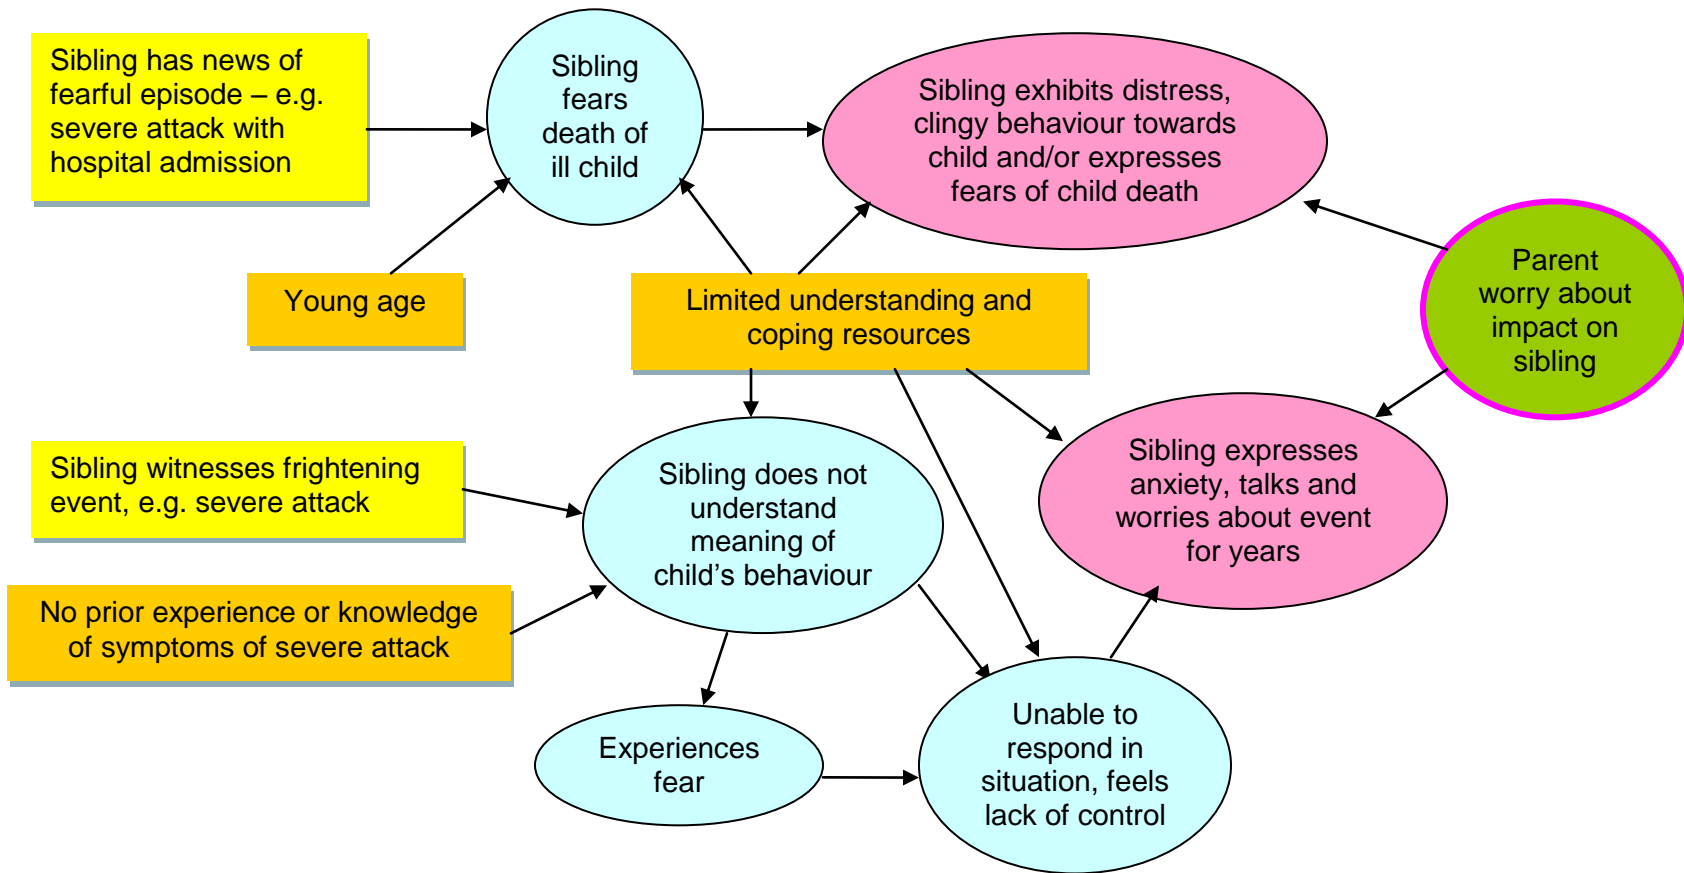 Sibling has news of
fearful episode – e.g.
severe attack with
hospital admission
Sibling
fears
death of
ill child
Sibling exhibits distress,
clingy behaviour towards
child and/or expresses
fears of child death
Parent
worry about
impact on
sibling
Young age
Limited understanding and
coping resources
Sibling witnesses frightening
event, e.g. severe attack
Sibling does not
understand
meaning of
child’s behaviour
Sibling expresses
anxiety, talks and
worries about event
for years
No prior experience or knowledge
of symptoms of severe attack
Experiences
fear
Unable to
respond in
situation, feels
lack of control